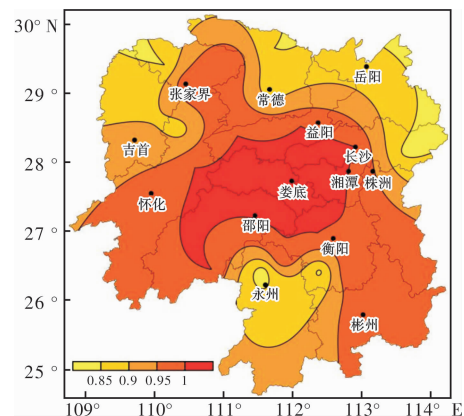 30° N
29 °
28 °
27 °
26 °
25 °
岳阳
张家界
常德
益阳
吉首
长沙
湘潭 株洲
怀化
娄底
邵阳
衡阳
永州
彬州
0.85 0.9 0.95 1
109° 110° 111° 112° 113° 114° E